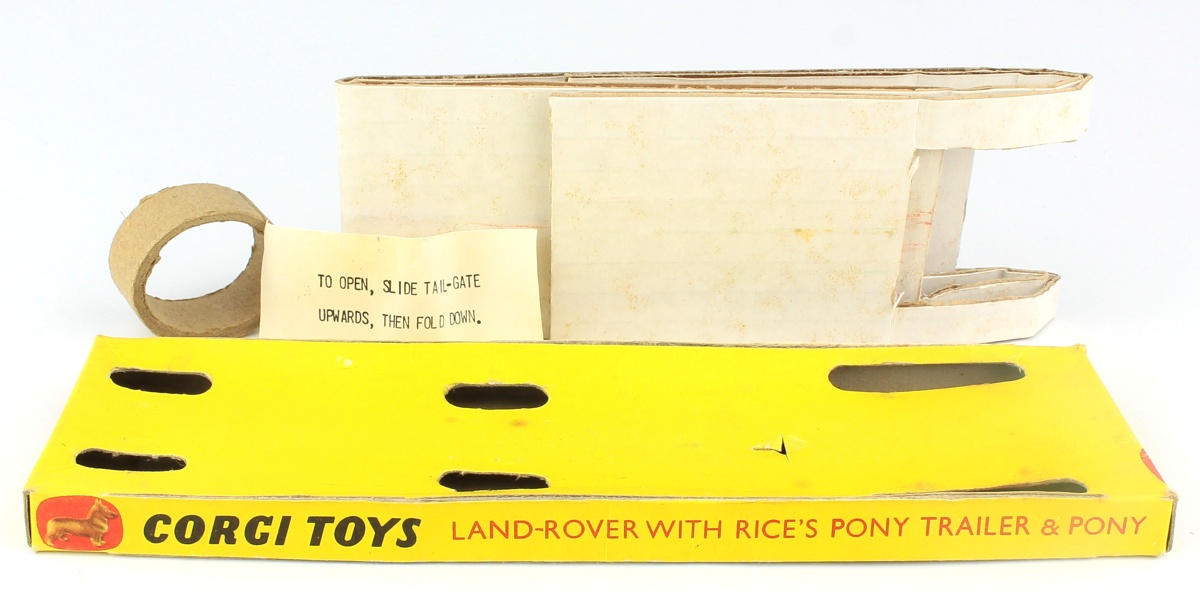 TO OPEN, SLIDE TAIL-GATE
UPWARDS, THEN FOLD DOWN.
CORGI TOYS LAND-ROVER WITH RICE'S PONY TRAILER & PONY